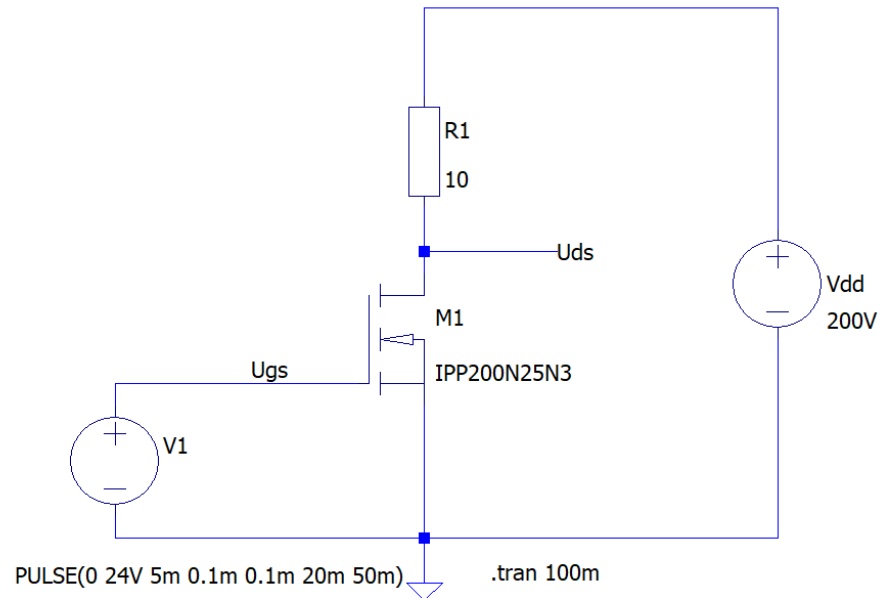 R1
10
Uds
Vdd
200V
M1
IPP200N25N3
Ugs
V1
PULSE(0 24V 5m 0.1m 0.1m 20m 50m)
.tran 100m